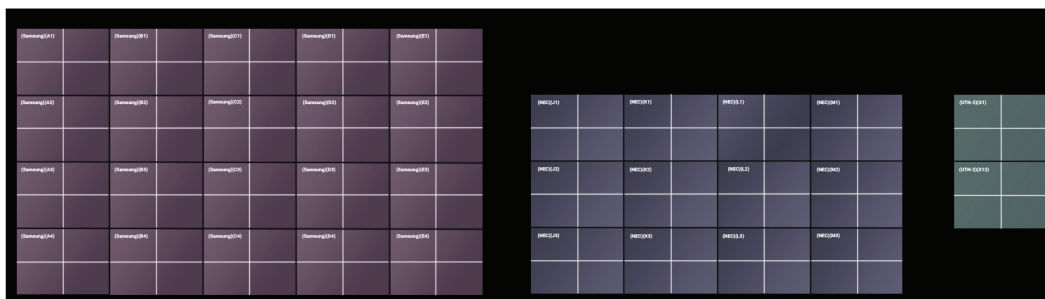 (Samsung)(A1) (Samsung)(B1) (Samsung)(C1) (Samsung)(D1) (Samsung)(E1)
(Samsung)(A2) (Samsung)(B2) (Samsung)(C2) (Samsung)(D2) (Samsung)(E2)
(NEC)(J1) (NEC)(K1) (NEC)(L1) (NEC)(M1)
(UTN-2)(X1)
(Samsung)(A3) (Samsung)(B3) (Samsung)(C3) (Samsung)(D3) (Samsung)(E3)
(NEC)(J2) (NEC)(K2) (NEC)(L2) (NEC)(M2)
(UTN-2)(X12)
(Samsung)(A4) (Samsung)(B4) (Samsung)(C4) (Samsung)(D4) (Samsung)(E4)
(NEC)(J3) (NEC)(K3) (NEC)(L3) (NEC)(M3)